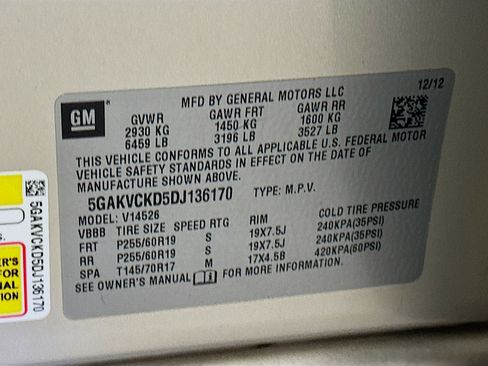 MFD BY GENERAL MOTORS LLC 12/12
GM
GVWR GAWR FRT GAWR RR
2930 KG 1450 KG 1600 KG
6459 LB 3196 LB 3527 LB
THIS VEHICLE CONFORMS TO ALL APPLICABLE U.S. FEDERAL MOTOR
VEHICLE SAFETY STANDARDS IN EFFECT ON THE DATE OF
MANUFACTURE SHOWN ABOVE.
5GAKVCKD5DJ136170 TYPE: M.P.V.
MODEL: V14526
VBBB TIRE SIZE SPEED RTG RIM COLD TIRE PRESSURE
FRT P255/60R19 S 19X7.5J 240KPA(35PSI)
RR P255/60R19 S 19X7.5J 240KPA(35PSI)
SPA T145/70R17 M 17X4.5B 420KPA(60PSI)
SEE OWNER'S MANUAL FOR MORE INFORMATION.
5GAKVCKD5DJ136170
S.
ER'S
FOR
NAL
TION